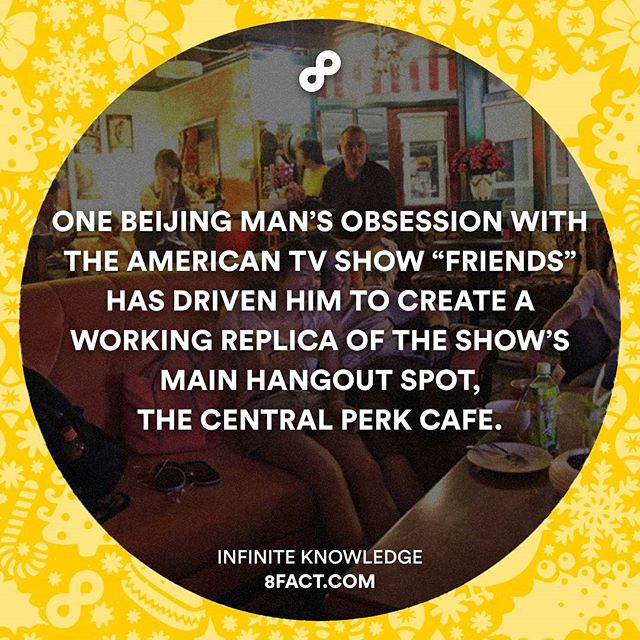 ONE BEIJING MAN’S OBSESSION WITH
THE AMERICAN TV SHOW “FRIENDS”
HAS DRIVEN HIM TO CREATE A
WORKING REPLICA OF THE SHOW’S
MAIN HANGOUT SPOT,
THE CENTRAL PERK CAFE.
INFINITE KNOWLEDGE
8FACT.COM